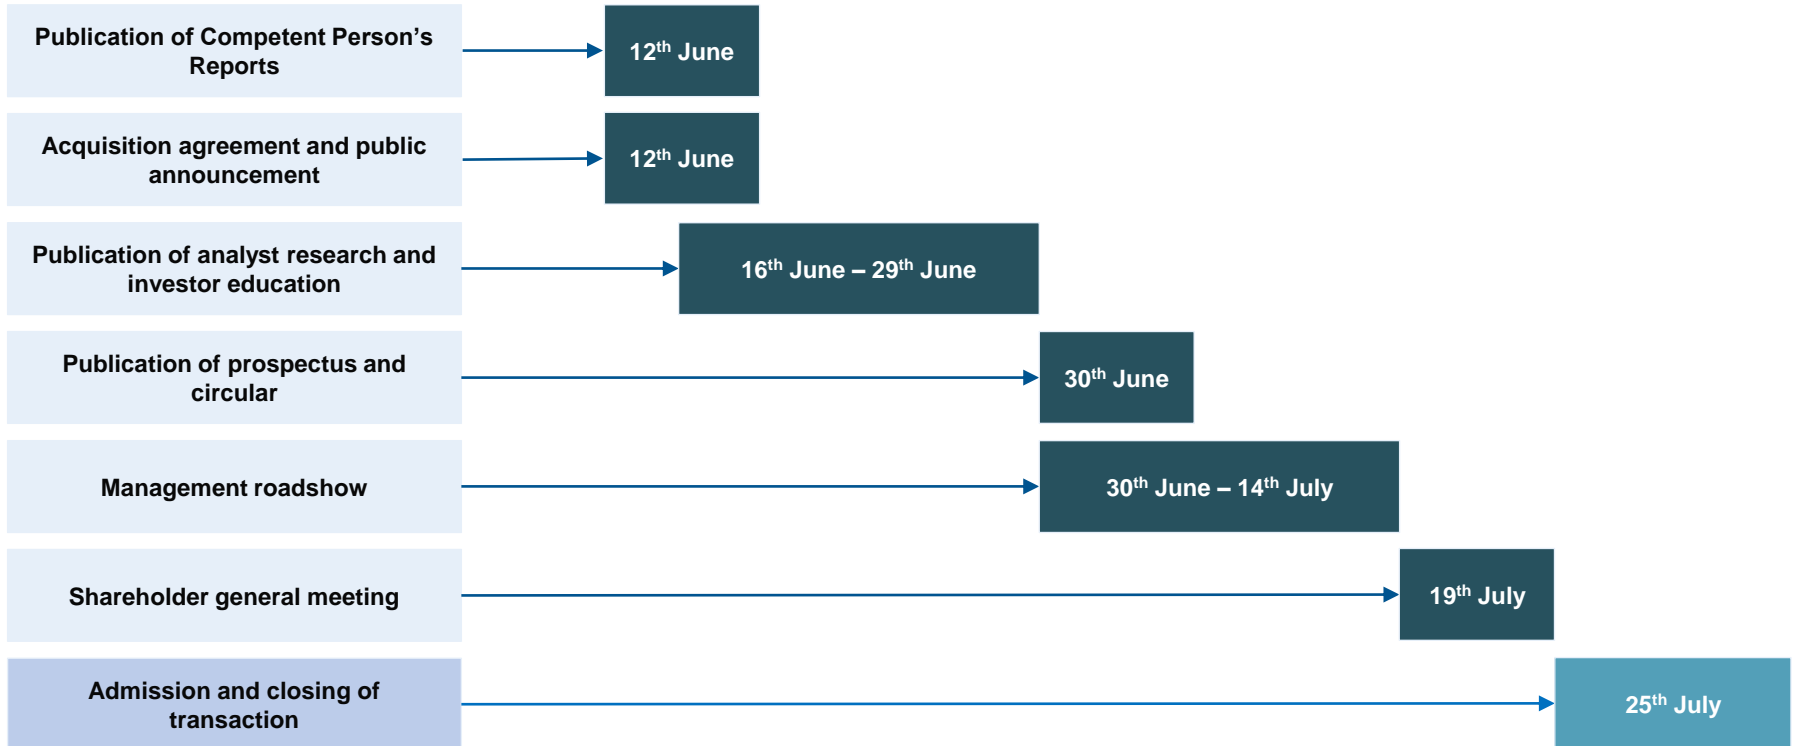 Publication of Competent Person’s
Reports
12th June
Acquisition agreement and public
announcement
12th June
Publication of analyst research and
investor education
16th June – 29th June
Publication of prospectus and
circular
30th June
Management roadshow
30th June – 14th July
Shareholder general meeting
19th July
Admission and closing of
transaction
25th July